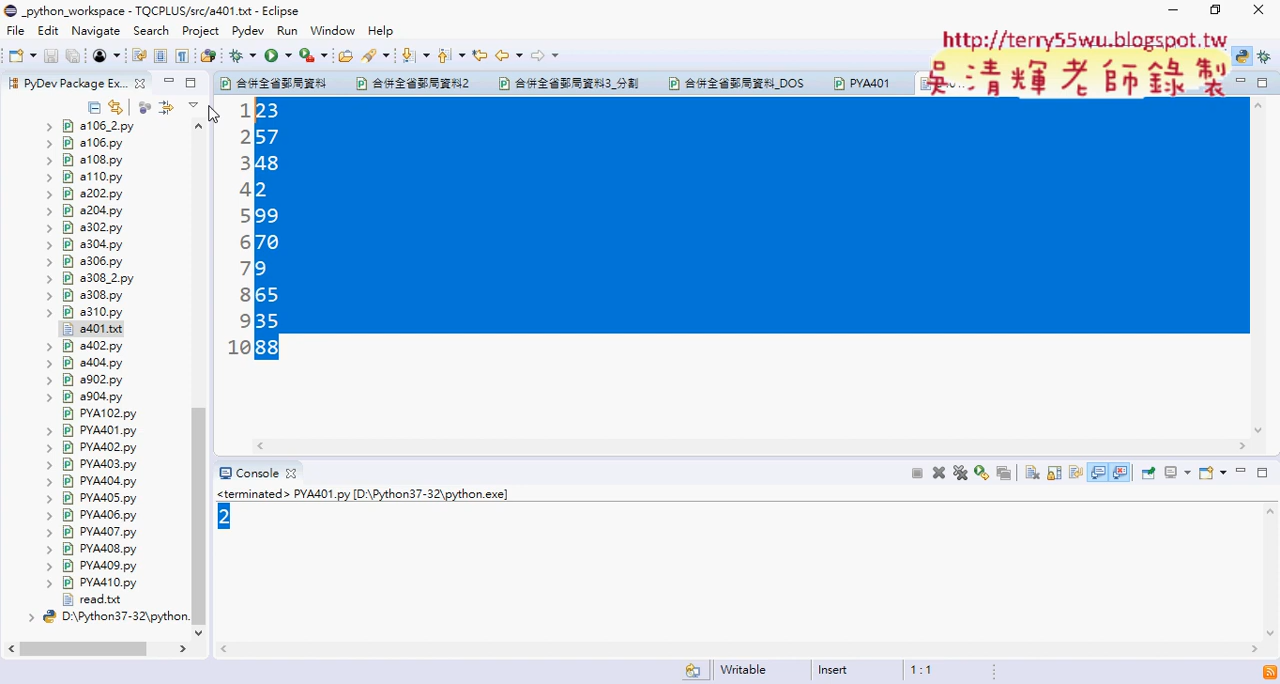 _python_workspace - TQCPLUS/src/a401.txt - Eclipse
File Edit Navigate Search Project Pydev Run Window Help
http://terry55wu.blogspot.tw
吳清輝老師錄製
PyDev Package Ex...
合併全省郵局資料 合併全省郵局資料2 合併全省郵局資料3_分割 合併全省郵局資料_DOS PYA401
a106_2.py
a106.py
a108.py
a110.py
a202.py
a204.py
a302.py
a304.py
a306.py
a308_2.py
a308.py
a310.py
a401.txt
a402.py
a404.py
a902.py
a904.py
PYA102.py
PYA401.py
PYA402.py
PYA403.py
PYA404.py
PYA405.py
PYA406.py
PYA407.py
PYA408.py
PYA409.py
PYA410.py
read.txt
D:\Python37-32\python.
1 23
2 57
3 48
4 2
5 99
6 70
7 9
8 65
9 35
10 88
Console
<terminated> PYA401.py [D:\Python37-32\python.exe]
2
Writable Insert 1 : 1